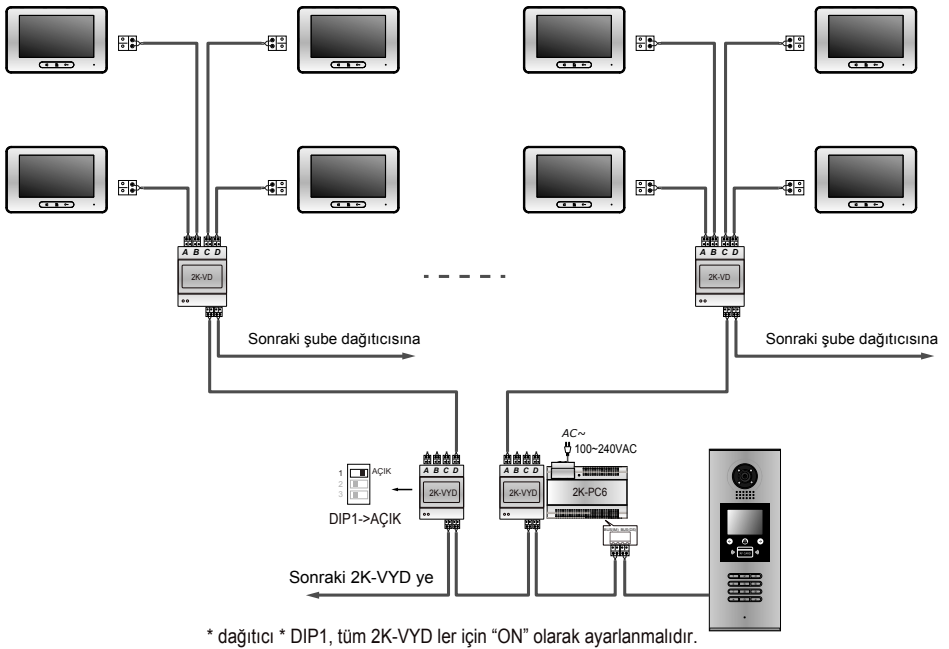 A B C D
A B C D
2K-VD
2K-VD
Sonraki şube dağıtıcısına
Sonraki şube dağıtıcısına
AC~
100~240VAC
1 AÇIK
2
3
DIP1->AÇIK
A B C D
A B C D
2K-VYD
2K-VYD
2K-PC6
Sonraki 2K-VYD ye
* dağıtıcı * DIP1, tüm 2K-VYD ler için “ON” olarak ayarlanmalıdır.